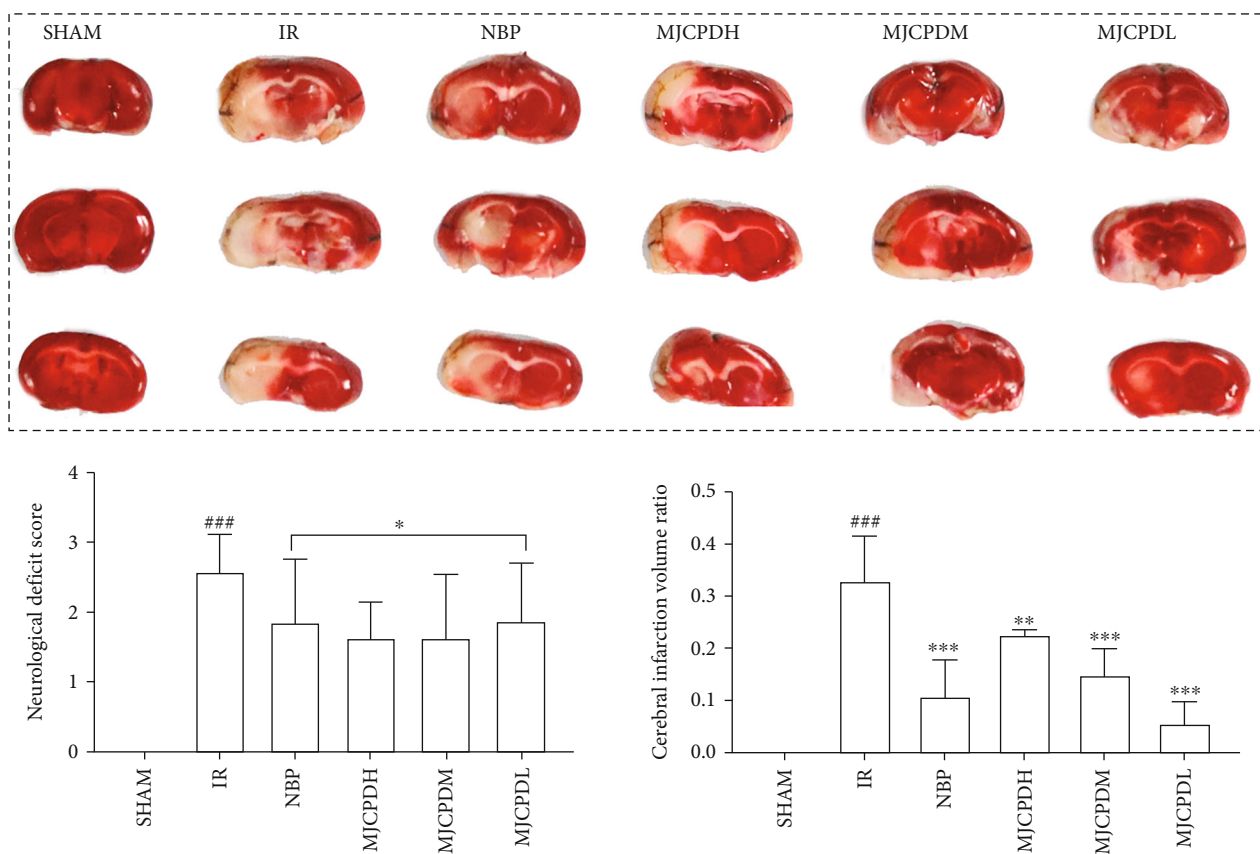 SHAM IR NBP MJCPDH MJCPDM MJCPDL
Neurological deficit score
4
3
2
1
0
###
*
SHAM
IR
NBP
MJCPDH
MJCPDM
MJCPDL
Cerebral infarction volume ratio
0.5
0.4
0.3
0.2
0.1
0.0
###
***
**
***
***
SHAM
IR
NBP
MJCPDH
MJCPDM
MJCPDL